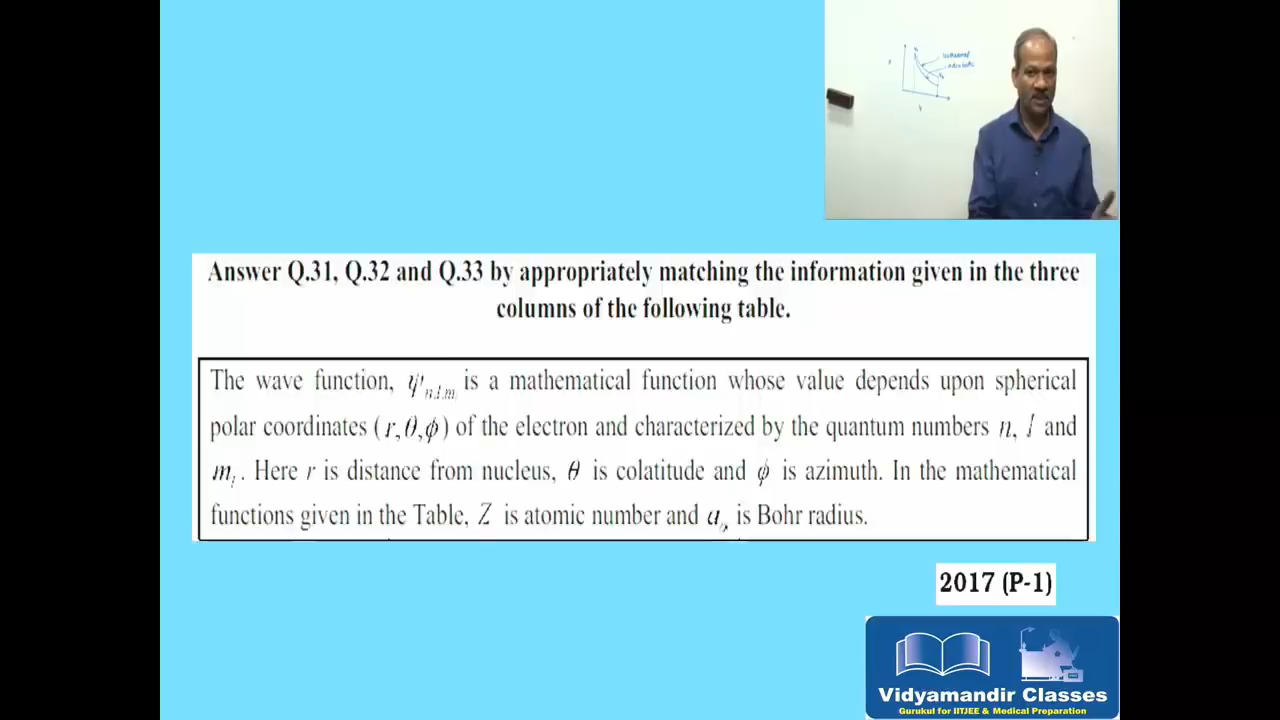 isothermal
adiabatic
Answer Q.31, Q.32 and Q.33 by appropriately matching the information given in the three
columns of the following table.
The wave function, ψn,l,ml is a mathematical function whose value depends upon spherical
polar coordinates (r,θ,ϕ) of the electron and characterized by the quantum numbers n, l and
ml. Here r is distance from nucleus, θ is colatitude and ϕ is azimuth. In the mathematical
functions given in the Table, Z is atomic number and a₀ is Bohr radius.
2017 (P-1)
Vidyamandir Classes
Gurukul for IITJEE & Medical Preparation